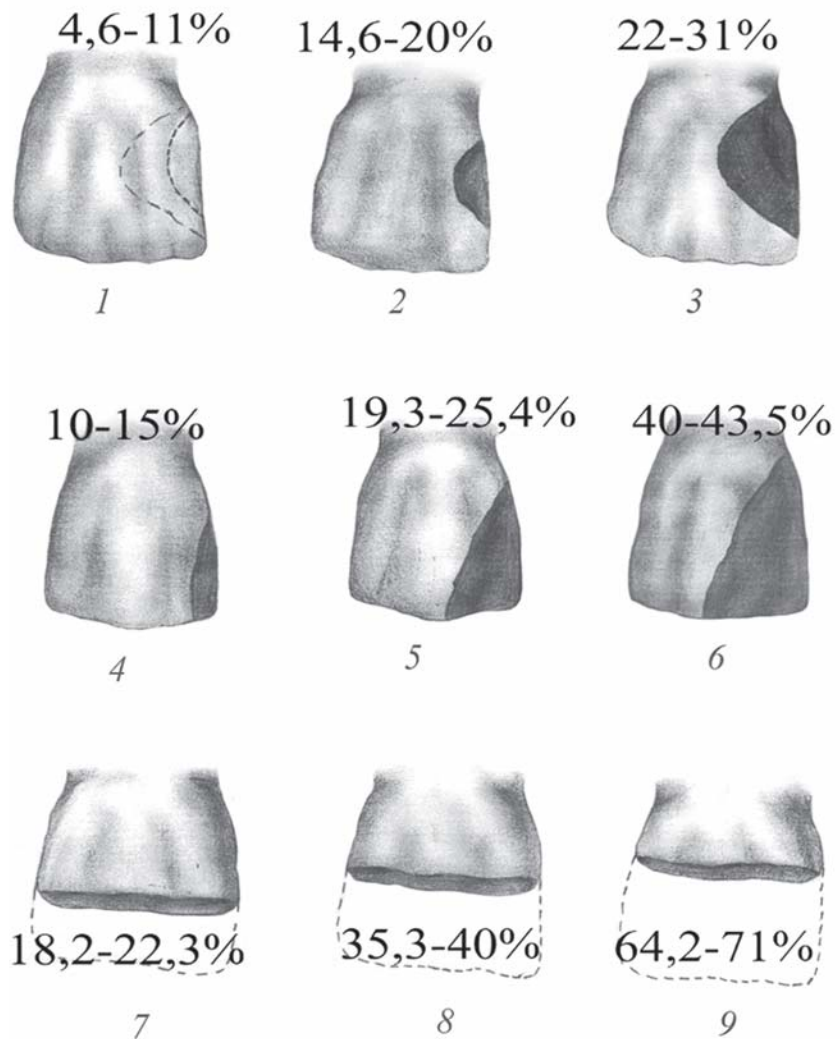 4,6-11% 14,6-20% 22-31%
1 2 3
10-15% 19,3-25,4% 40-43,5%
4 5 6
18,2-22,3% 35,3-40% 64,2-71%
7 8 9